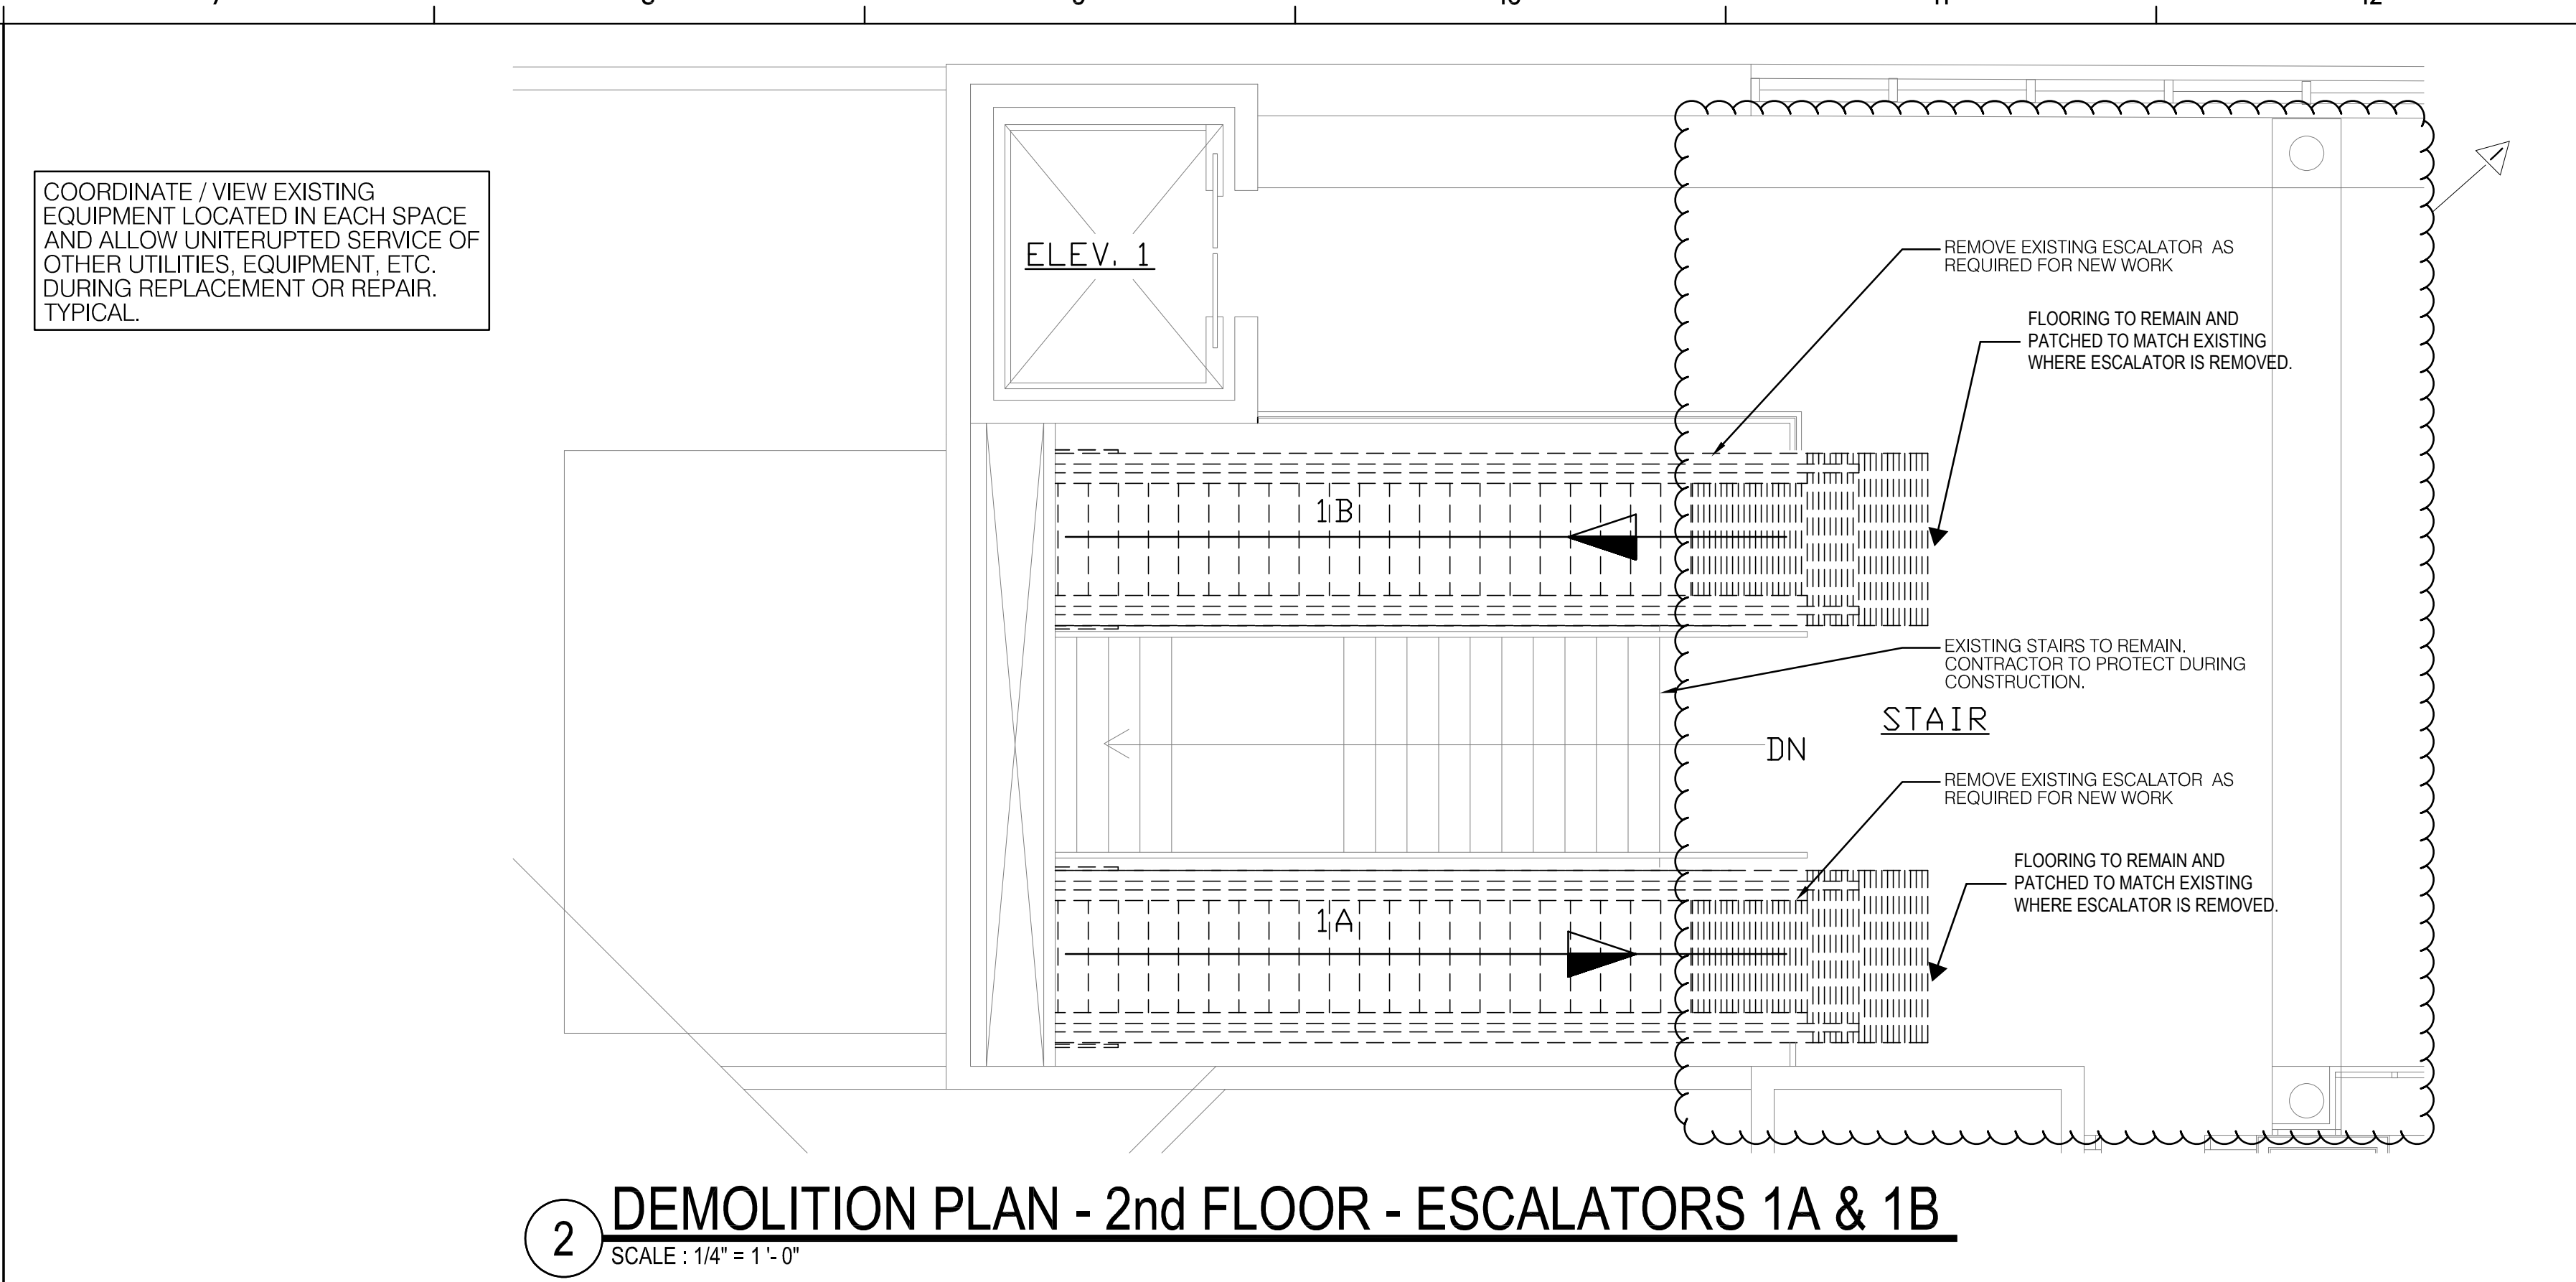 COORDINATE / VIEW EXISTING
EQUIPMENT LOCATED IN EACH SPACE
AND ALLOW UNITERUPTED SERVICE OF
OTHER UTILITIES, EQUIPMENT, ETC.
DURING REPLACEMENT OR REPAIR.
TYPICAL.
ELEV. 1
REMOVE EXISTING ESCALATOR AS
REQUIRED FOR NEW WORK
FLOORING TO REMAIN AND
PATCHED TO MATCH EXISTING
WHERE ESCALATOR IS REMOVED.
1B
EXISTING STAIRS TO REMAIN.
CONTRACTOR TO PROTECT DURING
CONSTRUCTION.
STAIR
DN
REMOVE EXISTING ESCALATOR AS
REQUIRED FOR NEW WORK
FLOORING TO REMAIN AND
PATCHED TO MATCH EXISTING
WHERE ESCALATOR IS REMOVED.
1A
2
DEMOLITION PLAN - 2nd FLOOR - ESCALATORS 1A & 1B
SCALE : 1/4" = 1 '- 0"